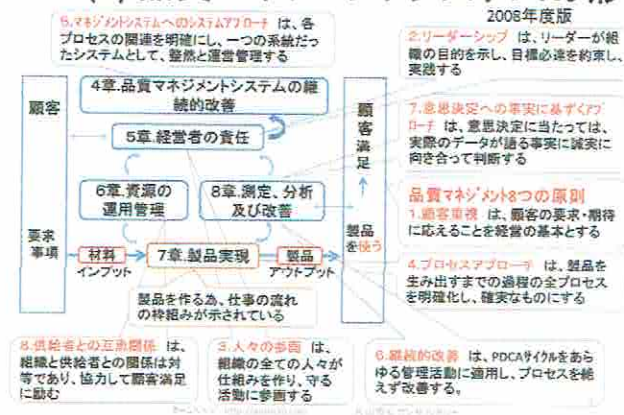 2008年度版
5.マネジメントシステムへのシステムアプローチ は、各
プロセスの関連を明確にし、一つの系統だっ
たシステムとして、整然と運営管理する
2.リーダーシップ は、リーダーが組
織の目的を示し、目標必達を約束し、
実践する
4章.品質マネジメントシステムの継
続的改善
顧客
5章.経営者の責任
顧客満足
7.意思決定への事実に基ずくアプ
ローチ は、意思決定に当たっては、
実際のデータが語る事実に誠実に
向き合って判断する
6章.資源の
運用管理
8章.測定、分析
及び改善
品質マネジメント8つの原則
1.顧客重視 は、顧客の要求・期待
に応えることを経営の基本とする
要求
事項
材料
インプット
7章.製品実現
製品
アウトプット
製品を使う
4.プロセスアプローチ は、製品を
生み出すまでの過程の全プロセス
を明確化し、確実なものにする
製品を作る為、仕事の流れ
の枠組みが示されている
8.供給者との互恵関係 は、
組織と供給者との関係は対
等であり、協力して顧客満足
に励む
3.人々の参画 は、
組織の全ての人々が
仕組みを作り、守る
活動に参画する
6.継続的改善 は、PDCAサイクルをあら
ゆる管理活動に適用し、プロセスを絶
えず改善する。